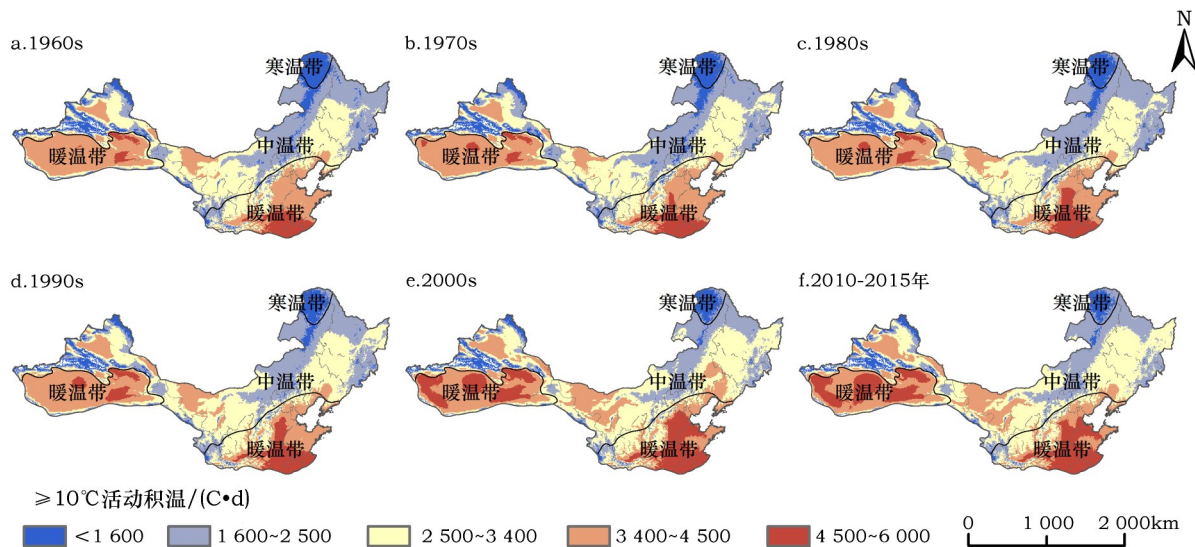 a.1960s
寒温带
中温带
暖温带
暖温带
b.1970s
寒温带
中温带
暖温带
暖温带
c.1980s
寒温带
中温带
暖温带
暖温带
N
d.1990s
寒温带
中温带
暖温带
暖温带
e.2000s
寒温带
中温带
暖温带
暖温带
f.2010-2015年
寒温带
中温带
暖温带
暖温带
≥10℃活动积温/(C•d)
<1 600
1 600~2 500
2 500~3 400
3 400~4 500
4 500~6 000
0 1 000 2 000km